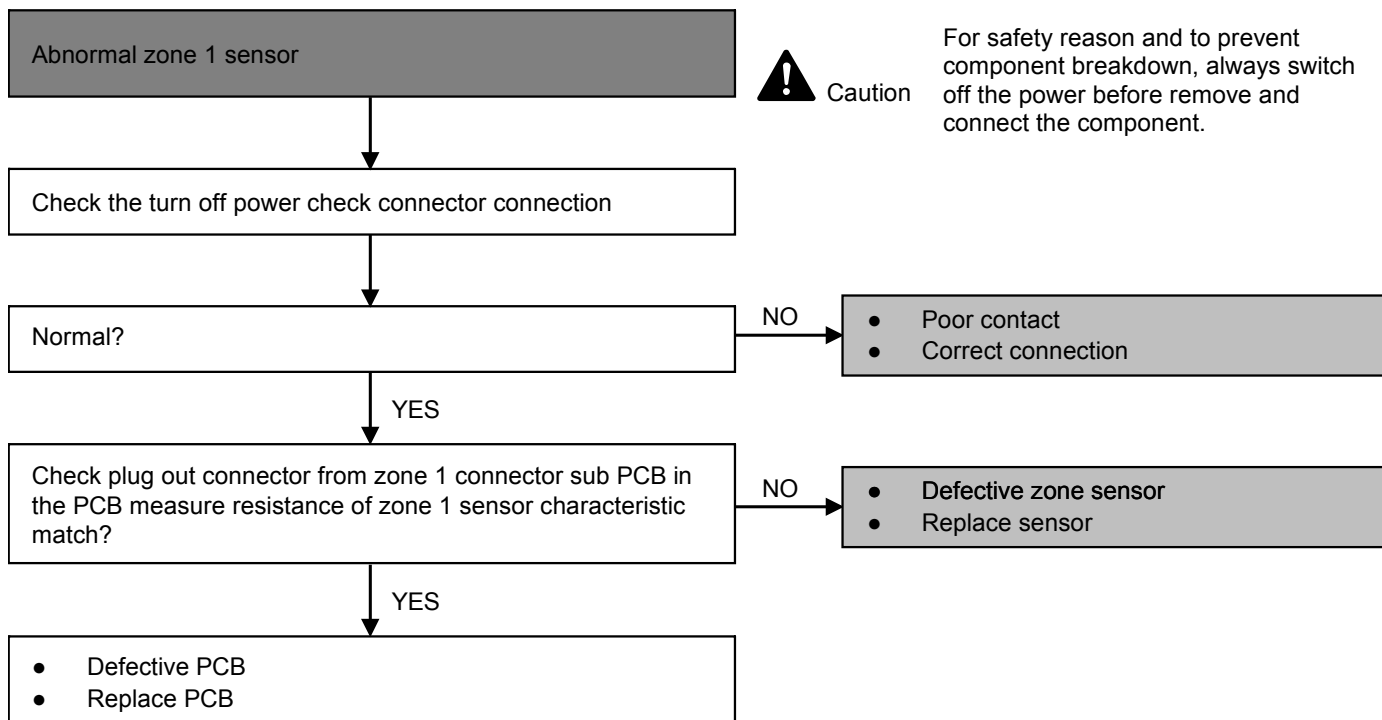 Abnormal zone 1 sensor
Caution
For safety reason and to prevent
component breakdown, always switch
off the power before remove and
connect the component.
Check the turn off power check connector connection
Normal?
NO
● Poor contact
● Correct connection
YES
Check plug out connector from zone 1 connector sub PCB in
the PCB measure resistance of zone 1 sensor characteristic
match?
NO
● Defective zone sensor
● Replace sensor
YES
● Defective PCB
● Replace PCB